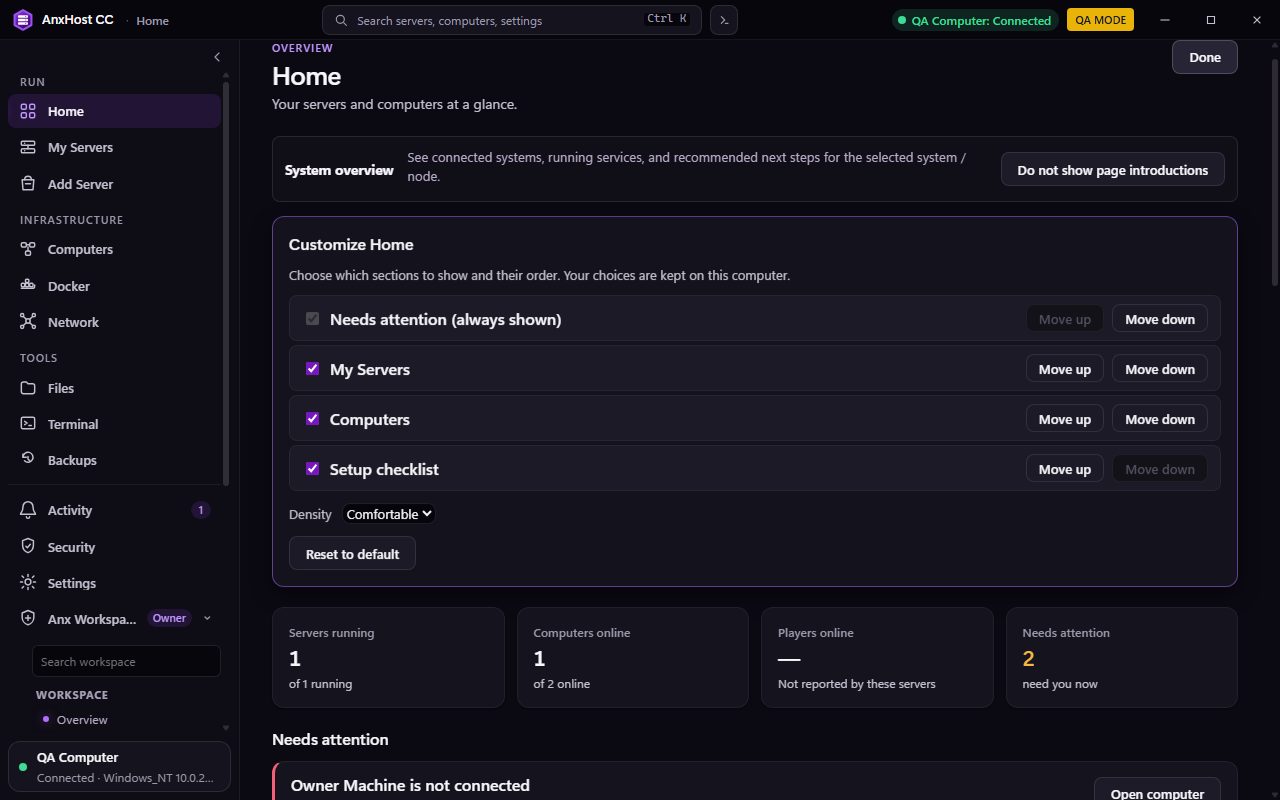 AnxHost CC · Home
Search servers, computers, settings Ctrl K
QA Computer: Connected
QA MODE
RUN
Home
My Servers
Add Server
INFRASTRUCTURE
Computers
Docker
Network
TOOLS
Files
Terminal
Backups
Activity 1
Security
Settings
Anx Workspa... Owner
Search workspace
WORKSPACE
Overview
QA Computer
Connected · Windows_NT 10.0.2...
OVERVIEW
Home
Your servers and computers at a glance.
Done
System overview
See connected systems, running services, and recommended next steps for the selected system /
node.
Do not show page introductions
Customize Home
Choose which sections to show and their order. Your choices are kept on this computer.
Needs attention (always shown) Move up Move down
My Servers Move up Move down
Computers Move up Move down
Setup checklist Move up Move down
Density Comfortable
Reset to default
Servers running
1
of 1 running
Computers online
1
of 2 online
Players online
—
Not reported by these servers
Needs attention
2
need you now
Needs attention
Owner Machine is not connected
Open computer